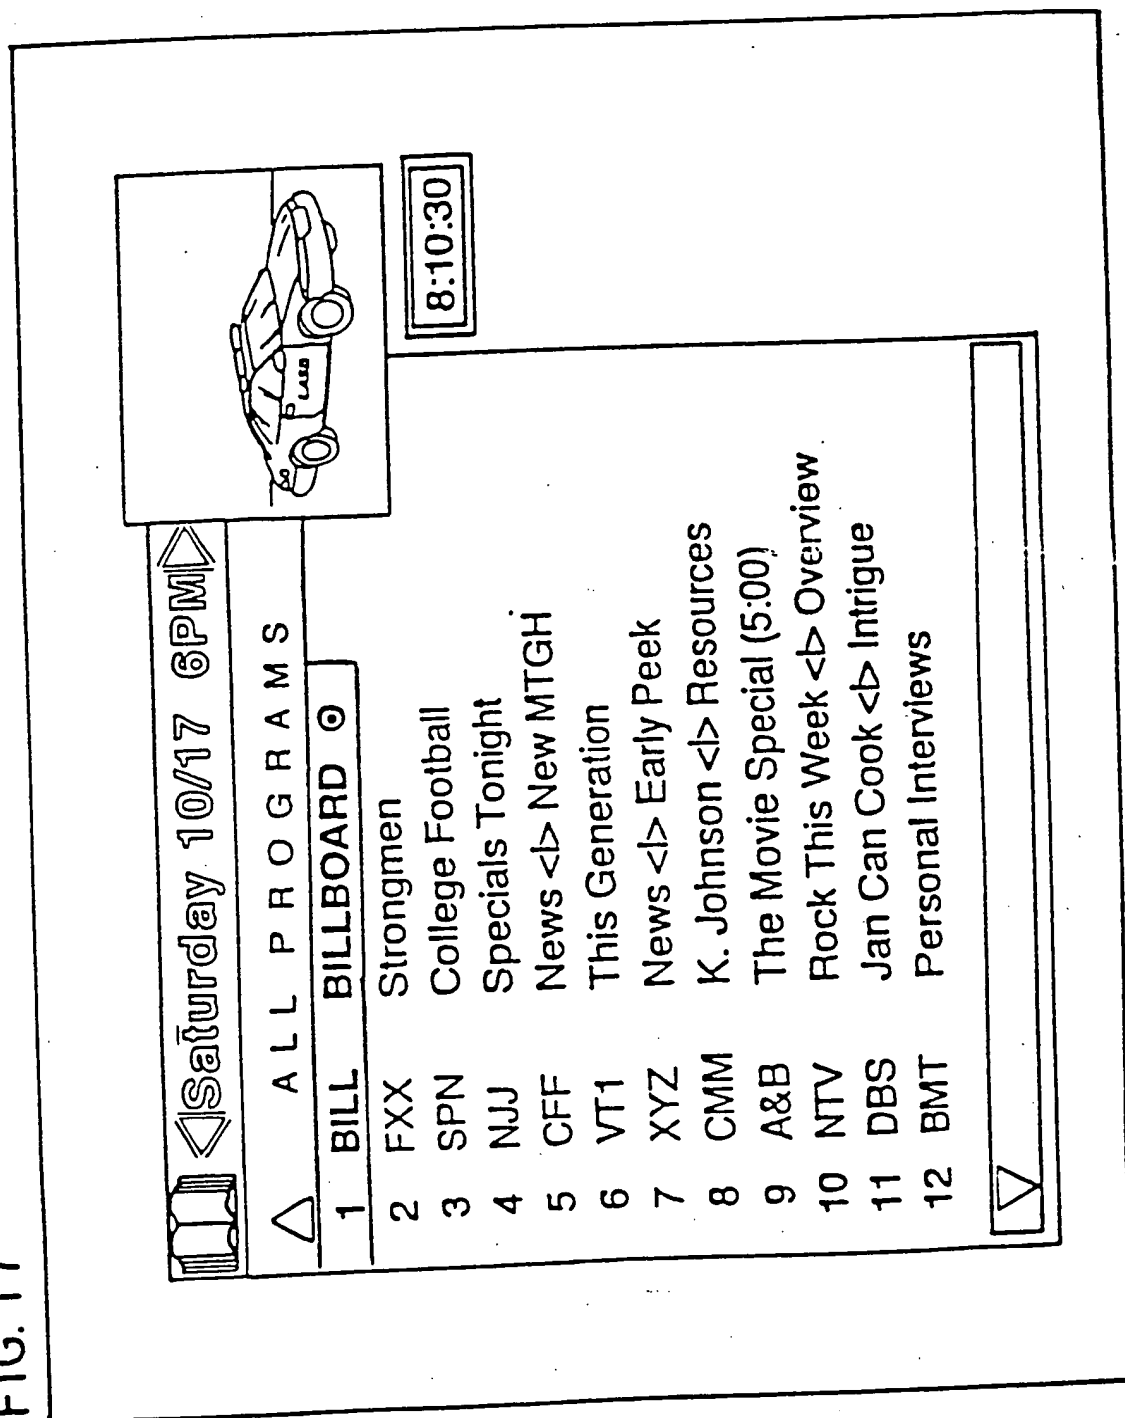 FIG. 17
Saturday 10/17 6PM
ALL PROGRAMS
8:10:30
1 BILL BILLBOARD
2 FXX Strongmen
3 SPN College Football
4 NJJ Specials Tonight
5 CFF News <|> New MTGH
6 VT1 This Generation
7 XYZ News <|> Early Peek
8 CMM K. Johnson <|> Resources
9 A&B The Movie Special (5:00)
10 NTV Rock This Week <|> Overview
11 DBS Jan Can Cook <|> Intrigue
12 BMT Personal Interviews